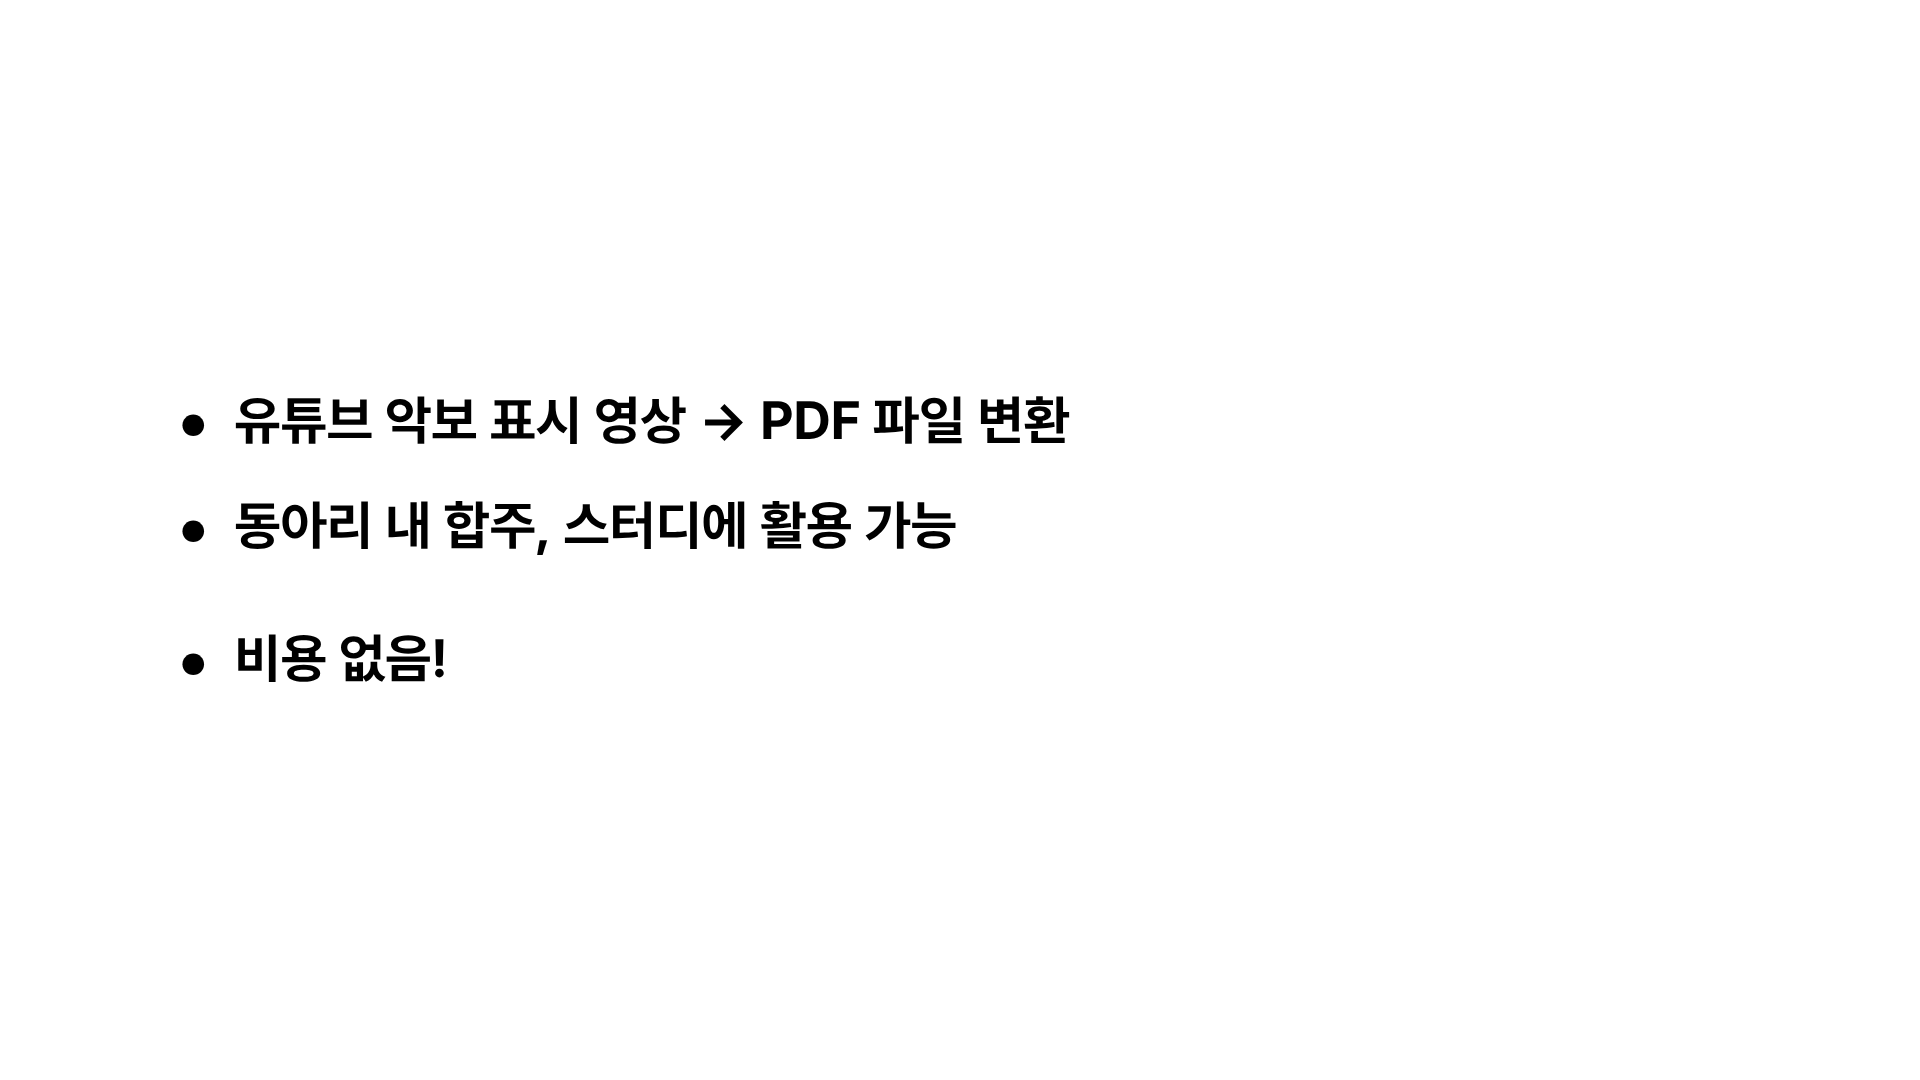 • 유튜브 악보 표시 영상 → PDF 파일 변환
• 동아리 내 합주, 스터디에 활용 가능
• 비용 없음!